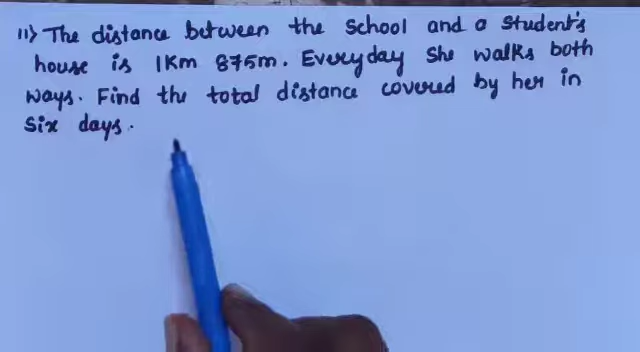 11) The distance between the school and a student's
house is 1Km 875m. Everyday she walks both
ways. Find the total distance covered by her in
six days.